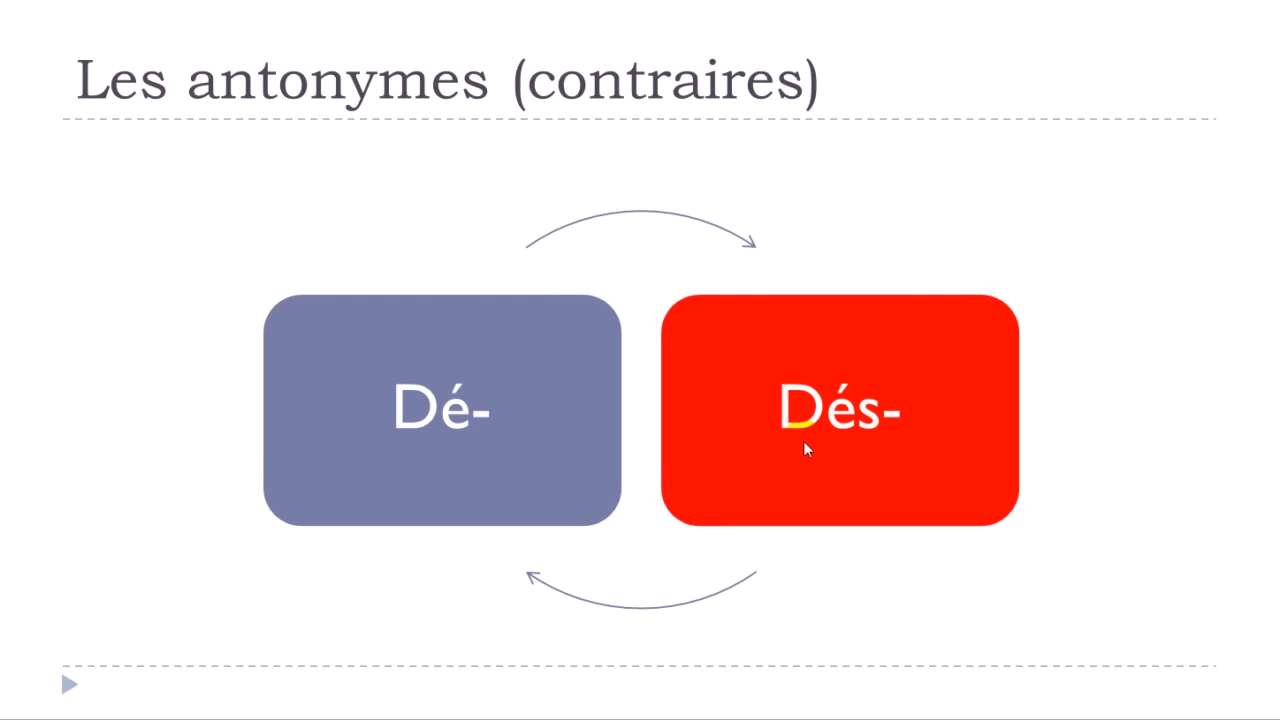 Les antonymes (contraires)
Dé-
Dés-